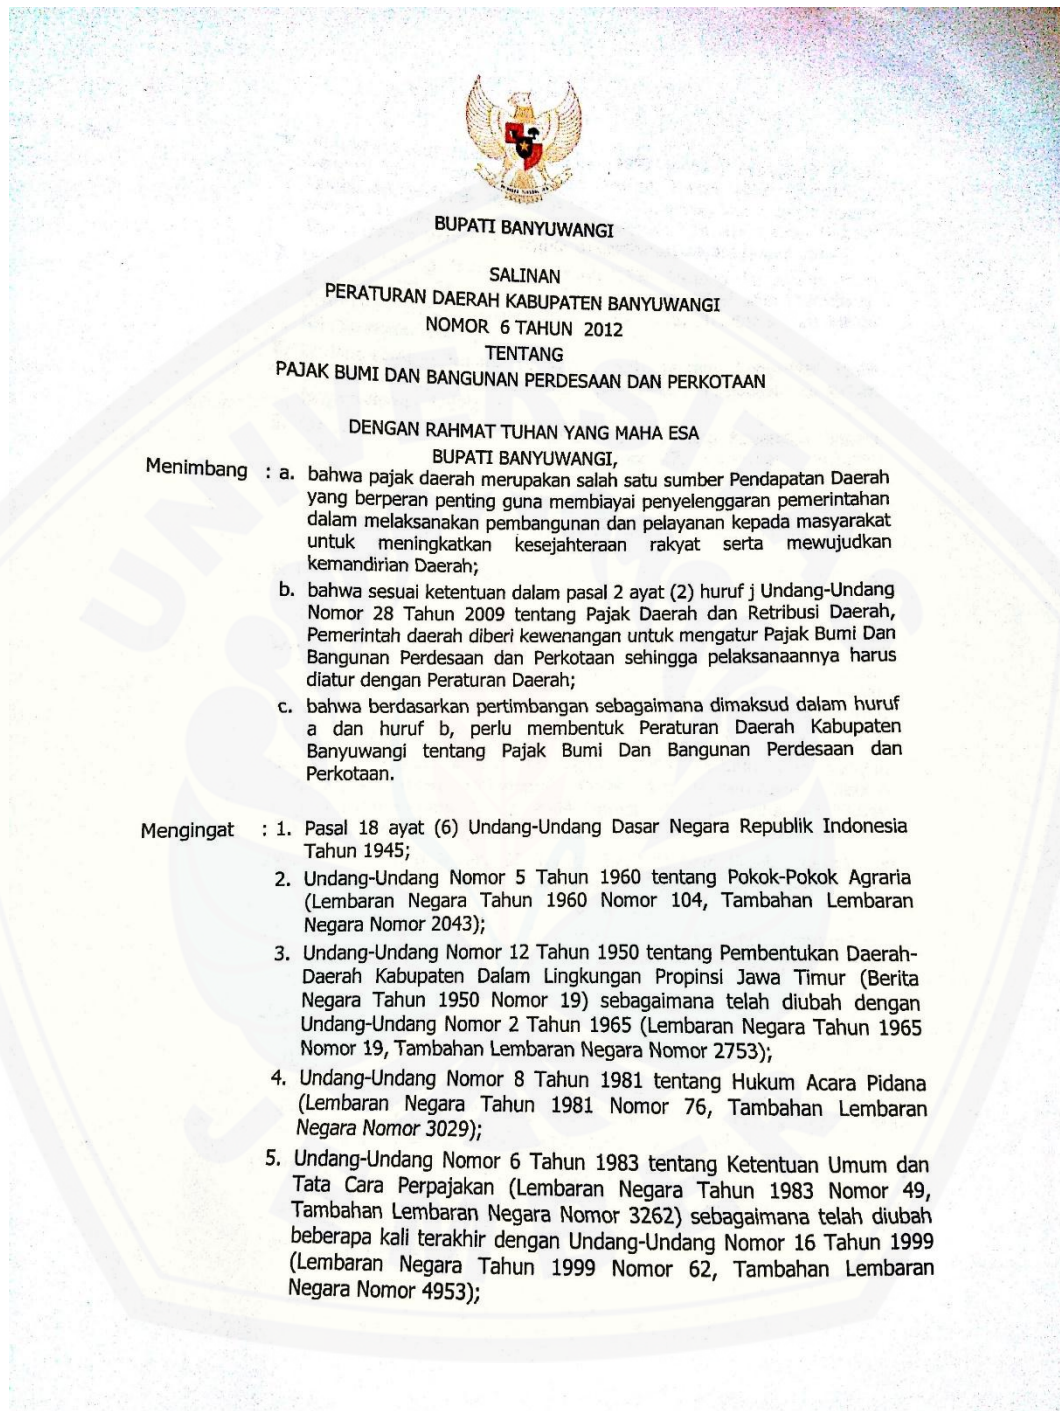 BUPATI BANYUWANGI
SALINAN
PERATURAN DAERAH KABUPATEN BANYUWANGI
NOMOR 6 TAHUN 2012
TENTANG
PAJAK BUMI DAN BANGUNAN PERDESAAN DAN PERKOTAAN
DENGAN RAHMAT TUHAN YANG MAHA ESA
BUPATI BANYUWANGI,
Menimbang : a. bahwa pajak daerah merupakan salah satu sumber Pendapatan Daerah
yang berperan penting guna membiayai penyelenggaran pemerintahan
dalam melaksanakan pembangunan dan pelayanan kepada masyarakat
untuk meningkatkan kesejahteraan rakyat serta mewujudkan
kemandirian Daerah;
b. bahwa sesuai ketentuan dalam pasal 2 ayat (2) huruf j Undang-Undang
Nomor 28 Tahun 2009 tentang Pajak Daerah dan Retribusi Daerah,
Pemerintah daerah diberi kewenangan untuk mengatur Pajak Bumi Dan
Bangunan Perdesaan dan Perkotaan sehingga pelaksanaannya harus
diatur dengan Peraturan Daerah;
c. bahwa berdasarkan pertimbangan sebagaimana dimaksud dalam huruf
a dan huruf b, perlu membentuk Peraturan Daerah Kabupaten
Banyuwangi tentang Pajak Bumi Dan Bangunan Perdesaan dan
Perkotaan.
Mengingat : 1. Pasal 18 ayat (6) Undang-Undang Dasar Negara Republik Indonesia
Tahun 1945;
2. Undang-Undang Nomor 5 Tahun 1960 tentang Pokok-Pokok Agraria
(Lembaran Negara Tahun 1960 Nomor 104, Tambahan Lembaran
Negara Nomor 2043);
3. Undang-Undang Nomor 12 Tahun 1950 tentang Pembentukan Daerah-
Daerah Kabupaten Dalam Lingkungan Propinsi Jawa Timur (Berita
Negara Tahun 1950 Nomor 19) sebagaimana telah diubah dengan
Undang-Undang Nomor 2 Tahun 1965 (Lembaran Negara Tahun 1965
Nomor 19, Tambahan Lembaran Negara Nomor 2753);
4. Undang-Undang Nomor 8 Tahun 1981 tentang Hukum Acara Pidana
(Lembaran Negara Tahun 1981 Nomor 76, Tambahan Lembaran
Negara Nomor 3029);
5. Undang-Undang Nomor 6 Tahun 1983 tentang Ketentuan Umum dan
Tata Cara Perpajakan (Lembaran Negara Tahun 1983 Nomor 49,
Tambahan Lembaran Negara Nomor 3262) sebagaimana telah diubah
beberapa kali terakhir dengan Undang-Undang Nomor 16 Tahun 1999
(Lembaran Negara Tahun 1999 Nomor 62, Tambahan Lembaran
Negara Nomor 4953);